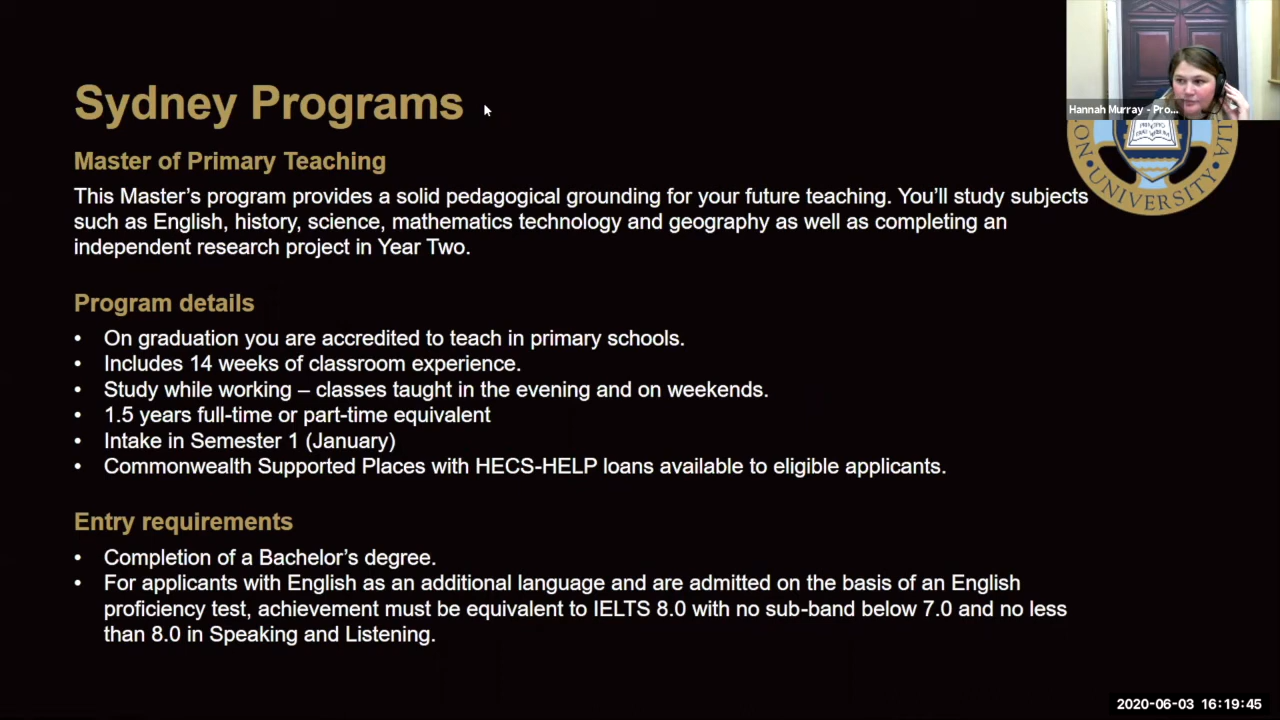 Sydney Programs
Hannah Murray - Pro...
UNIVERSITY
Master of Primary Teaching
This Master’s program provides a solid pedagogical grounding for your future teaching. You’ll study subjects
such as English, history, science, mathematics technology and geography as well as completing an
independent research project in Year Two.
Program details
• On graduation you are accredited to teach in primary schools.
• Includes 14 weeks of classroom experience.
• Study while working – classes taught in the evening and on weekends.
• 1.5 years full-time or part-time equivalent
• Intake in Semester 1 (January)
• Commonwealth Supported Places with HECS-HELP loans available to eligible applicants.
Entry requirements
• Completion of a Bachelor’s degree.
• For applicants with English as an additional language and are admitted on the basis of an English
proficiency test, achievement must be equivalent to IELTS 8.0 with no sub-band below 7.0 and no less
than 8.0 in Speaking and Listening.
2020-06-03 16:19:45